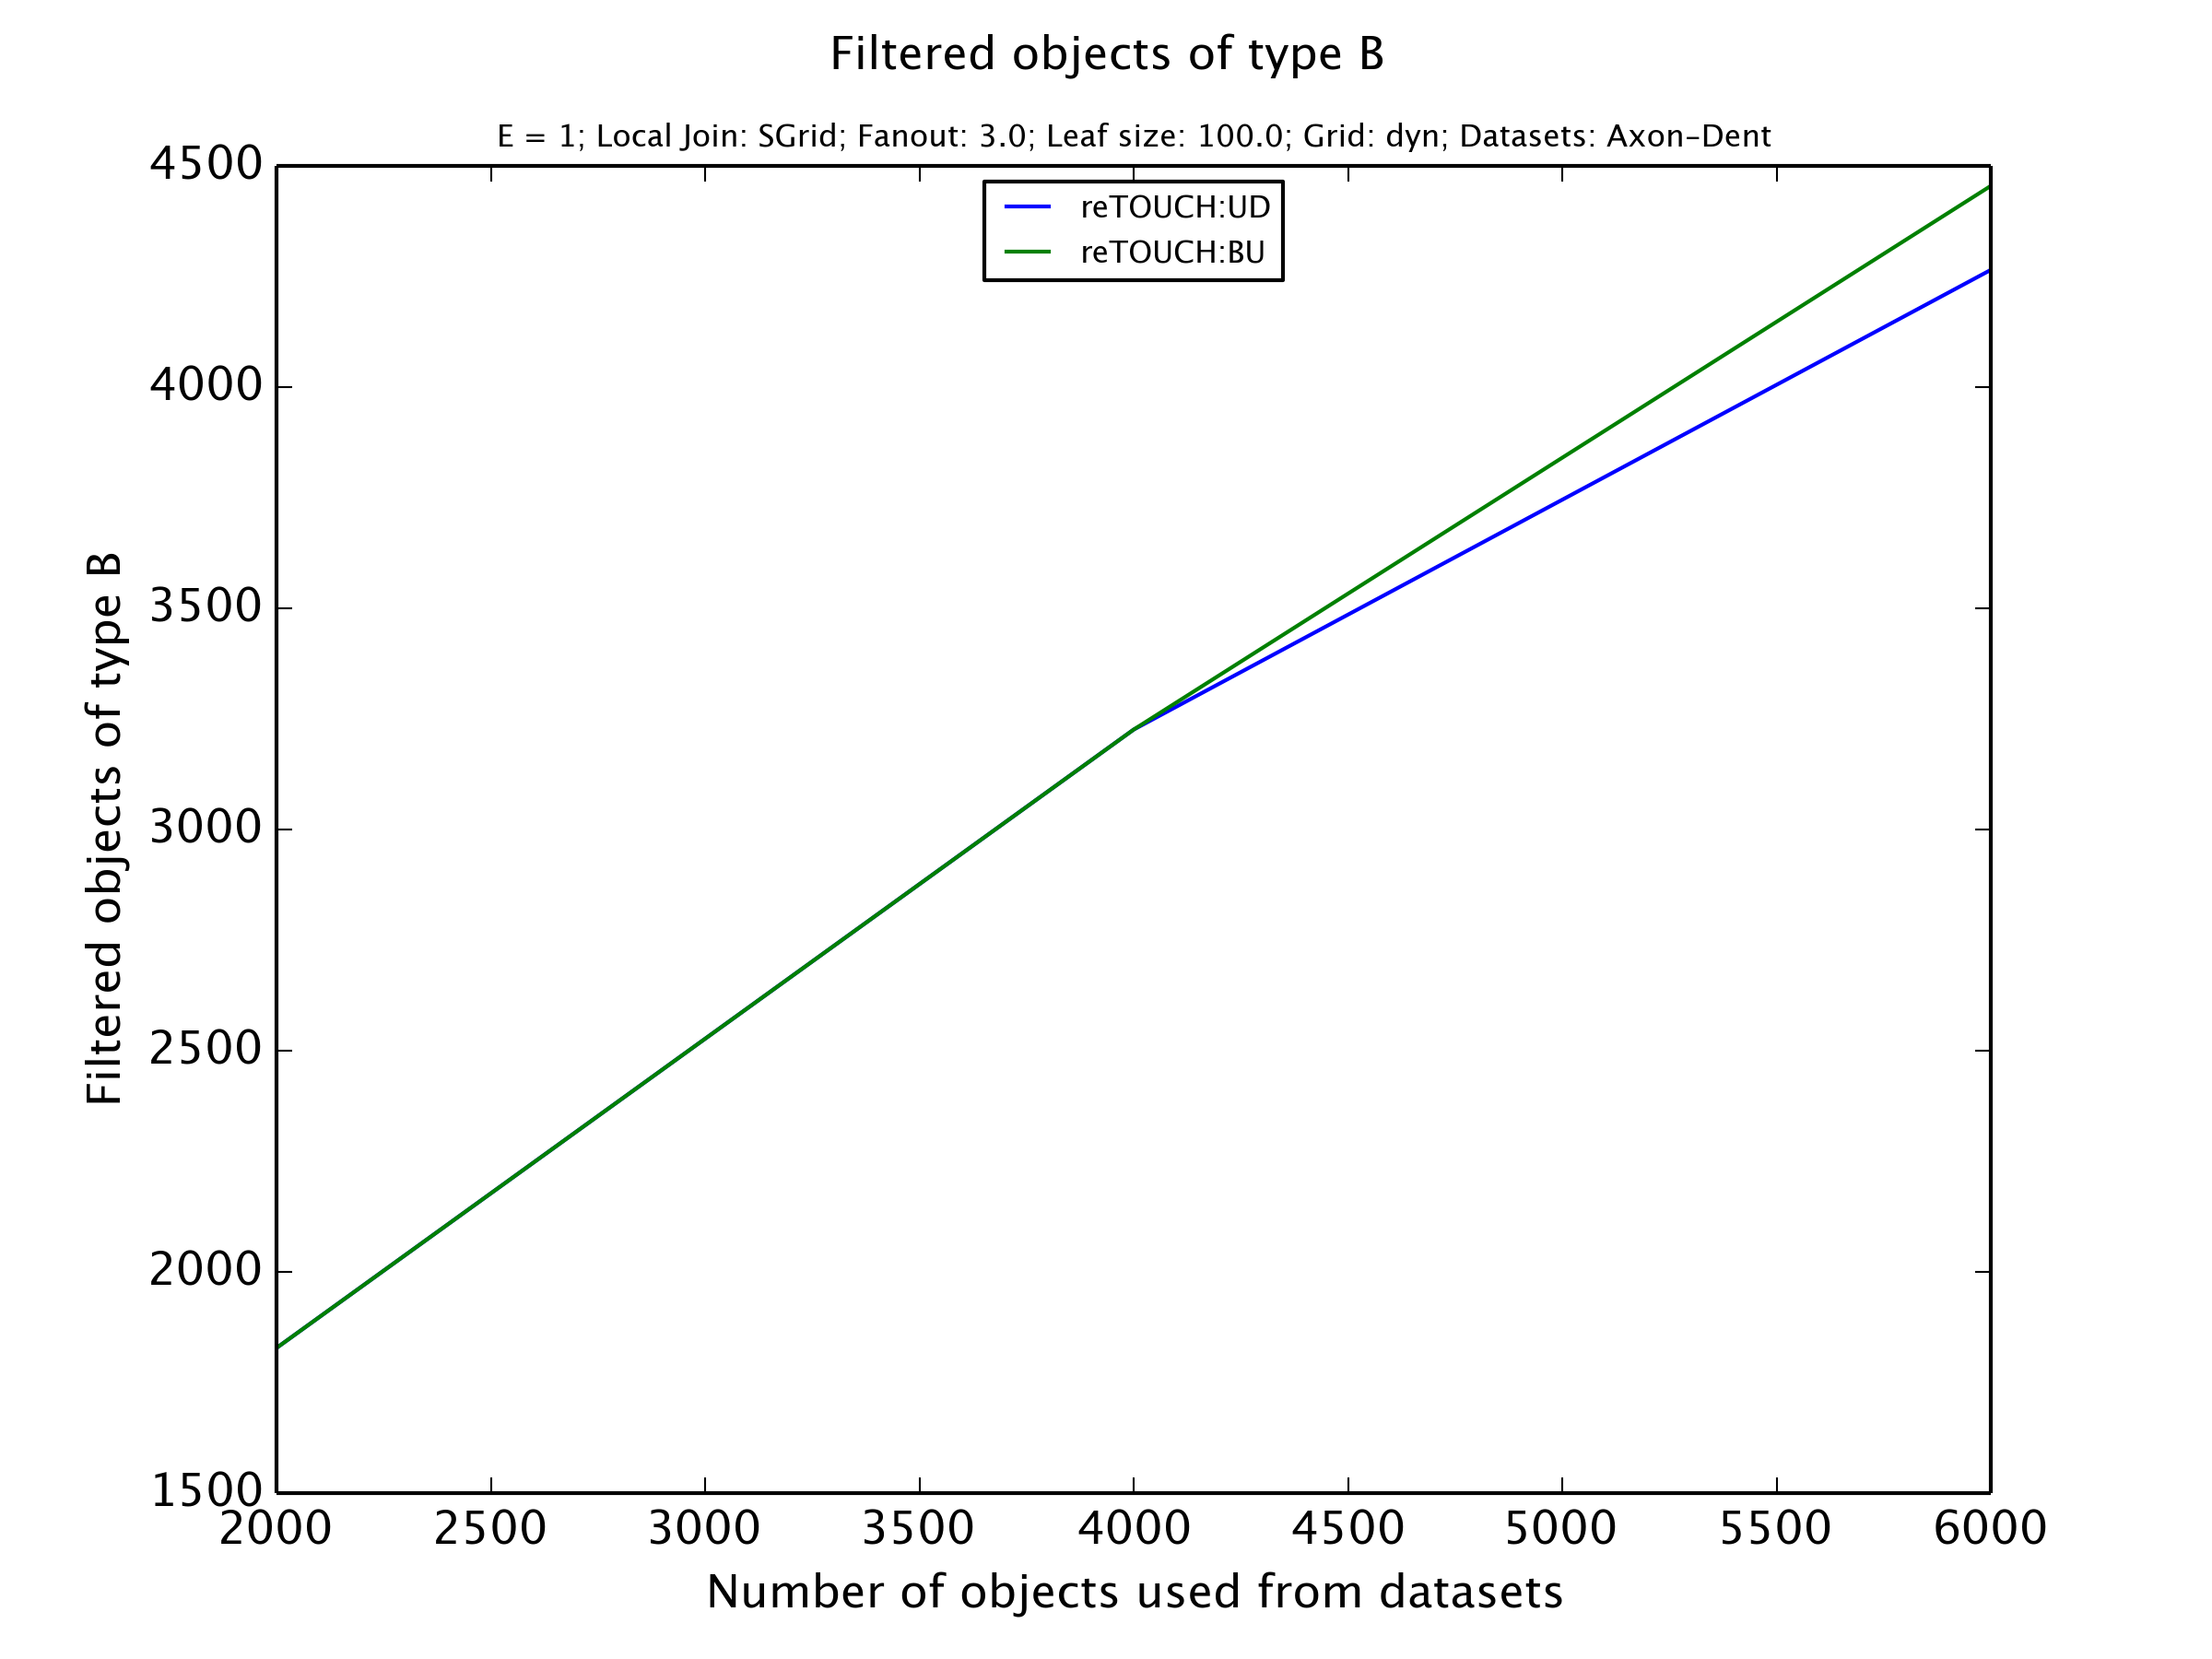 Filtered objects of type B
E = 1; Local Join: SGrid; Fanout: 3.0; Leaf size: 100.0; Grid: dyn; Datasets: Axon-Dent
reTOUCH:UD
reTOUCH:BU
Filtered objects of type B
4500
4000
3500
3000
2500
2000
1500
2000 2500 3000 3500 4000 4500 5000 5500 6000
Number of objects used from datasets